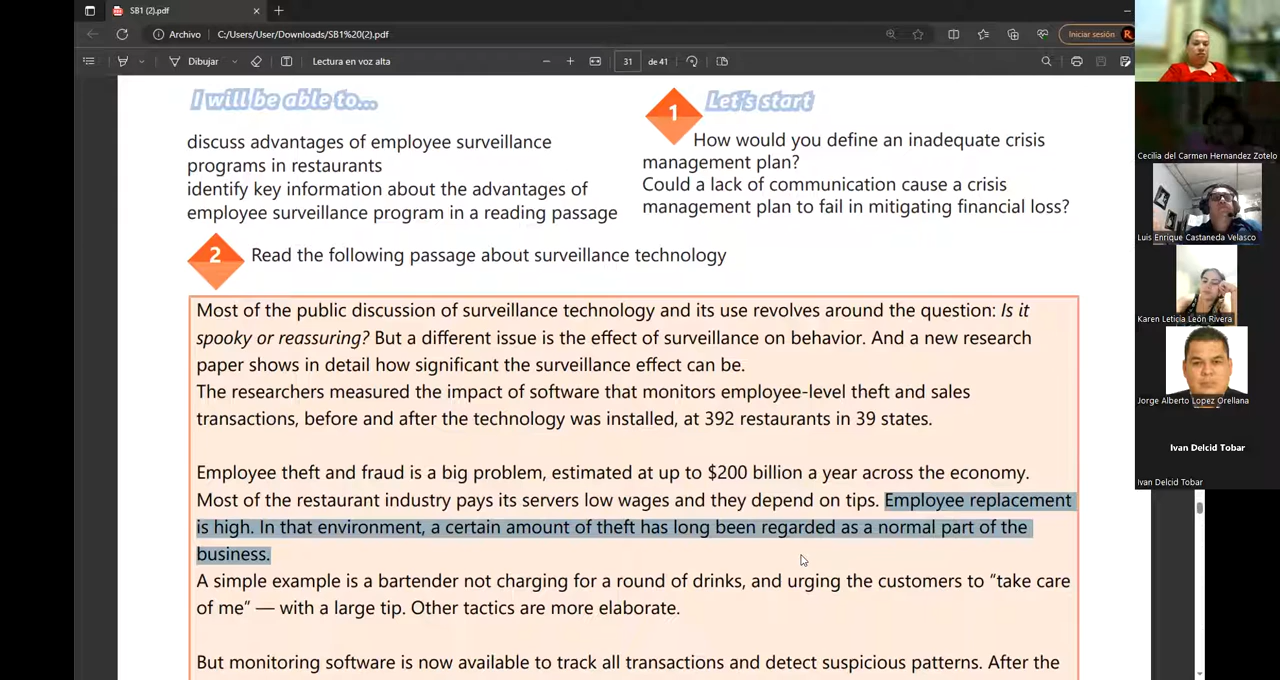 SB1 (2).pdf
Archivo
C:/Users/User/Downloads/SB1%20(2).pdf
Iniciar sesión
R
Dibujar
Lectura en voz alta
31
de 41
I will be able to...
discuss advantages of employee surveillance
programs in restaurants
identify key information about the advantages of
employee surveillance program in a reading passage
1
Let's start
How would you define an inadequate crisis
management plan?
Could a lack of communication cause a crisis
management plan to fail in mitigating financial loss?
2
Read the following passage about surveillance technology
Most of the public discussion of surveillance technology and its use revolves around the question: Is it
spooky or reassuring? But a different issue is the effect of surveillance on behavior. And a new research
paper shows in detail how significant the surveillance effect can be.
The researchers measured the impact of software that monitors employee-level theft and sales
transactions, before and after the technology was installed, at 392 restaurants in 39 states.
Employee theft and fraud is a big problem, estimated at up to $200 billion a year across the economy.
Most of the restaurant industry pays its servers low wages and they depend on tips. Employee replacement
is high. In that environment, a certain amount of theft has long been regarded as a normal part of the
business.
A simple example is a bartender not charging for a round of drinks, and urging the customers to “take care
of me” — with a large tip. Other tactics are more elaborate.
But monitoring software is now available to track all transactions and detect suspicious patterns. After the
Cecilia del Carmen Hernandez Zotelo
Luis Enrique Castaneda Velasco
Karen Leticia León Rivera
Jorge Alberto Lopez Orellana
Ivan Delcid Tobar
Ivan Delcid Tobar